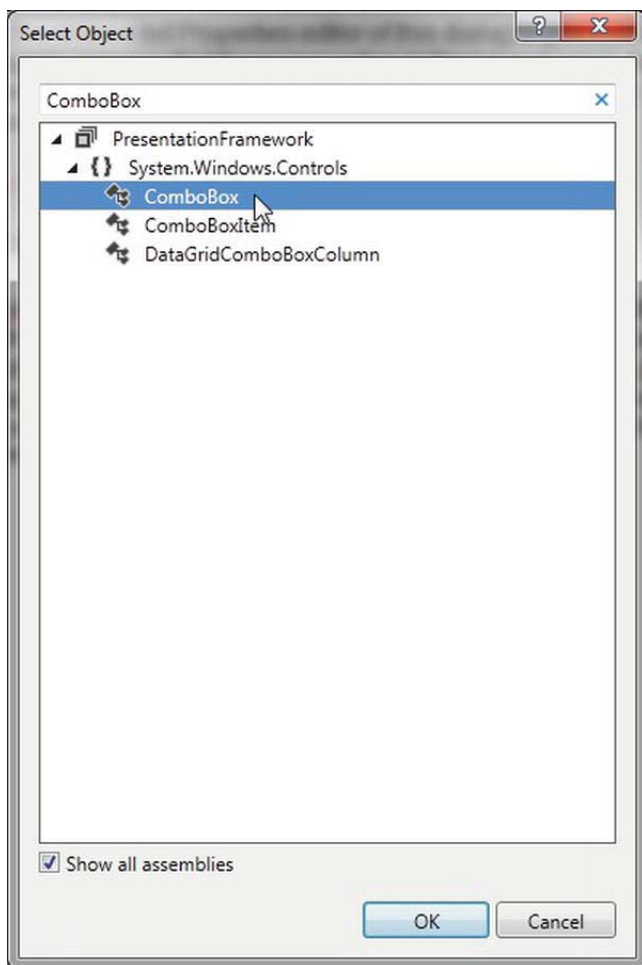 Select Object
ComboBox
PresentationFramework
{ } System.Windows.Controls
ComboBox
ComboBoxItem
DataGridComboBoxColumn
Show all assemblies
OK Cancel